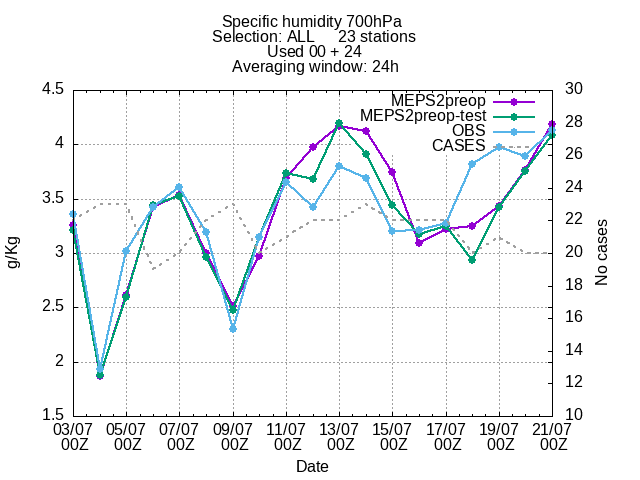 Specific humidity 700hPa
Selection: ALL 23 stations
Used 00 + 24
Averaging window: 24h
4.5
4
3.5
3
2.5
2
1.5
30
28
26
24
22
20
18
16
14
12
10
MEPS2preop
MEPS2preop-test
OBS
CASES
g/Kg
No cases
03/07 05/07 07/07 09/07 11/07 13/07 15/07 17/07 19/07 21/07
00Z 00Z 00Z 00Z 00Z 00Z 00Z 00Z 00Z 00Z
Date